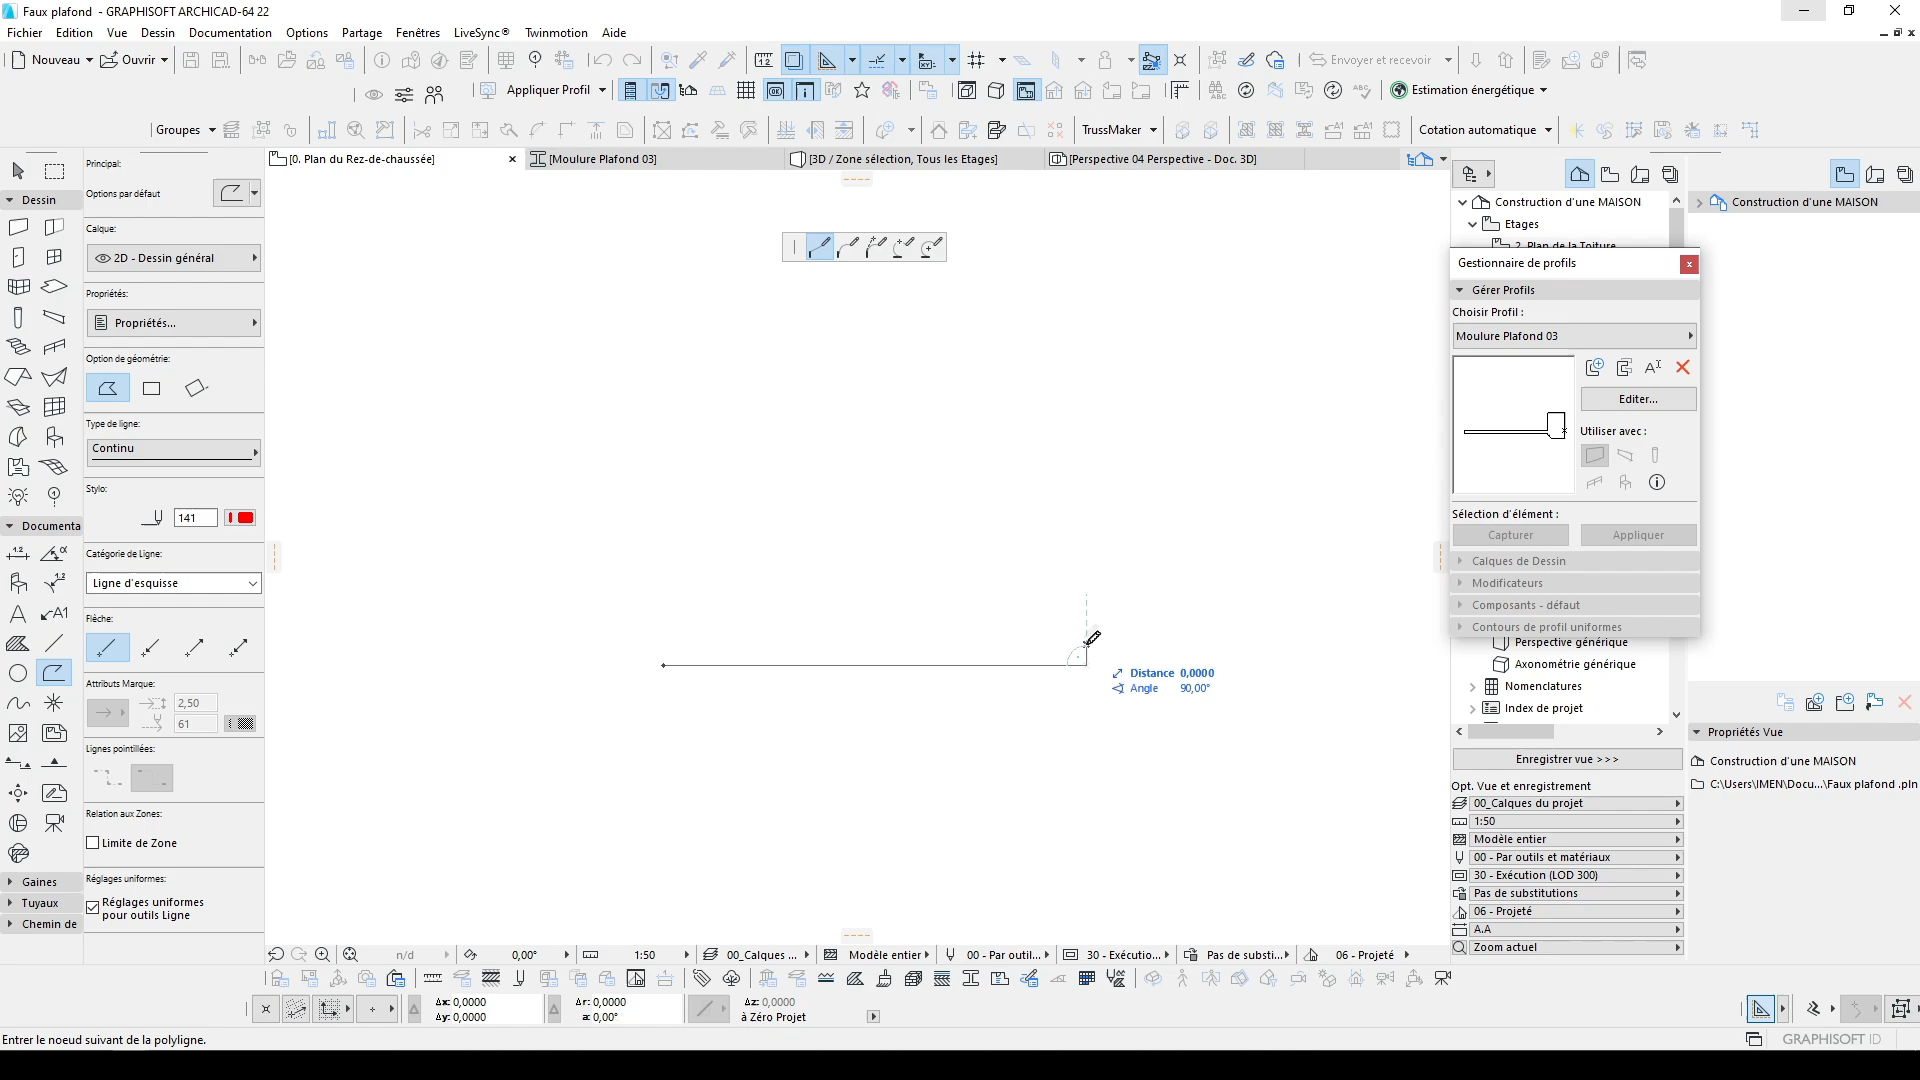 Faux plafond - GRAPHISOFT ARCHICAD-64 22
Fichier Edition Vue Dessin Documentation Options Partage Fenêtres LiveSync® Twinmotion Aide
Nouveau Ouvrir Envoyer et recevoir
Appliquer Profil Estimation énergétique
Groupes TrussMaker Cotation automatique
[0. Plan du Rez-de-chaussée] [Moulure Plafond 03] [3D / Zone sélection, Tous les Etages] [Perspective 04 Perspective - Doc. 3D]
Dessin
Documenta
Gaines
Tuyaux
Chemin de
Principal:
Options par défaut
Calque:
2D - Dessin général
Propriétés:
Propriétés...
Option de géométrie:
Type de ligne:
Continu
Stylo:
141
Catégorie de Ligne:
Ligne d'esquisse
Flèche:
Attributs Marque:
2,50
61
Lignes pointillées:
Relation aux Zones:
Limite de Zone
Réglages uniformes:
Réglages uniformes
pour outils Ligne
Distance 0,0000
Angle 90,00°
Construction d'une MAISON
Etages
2. Plan de la Toiture
Gestionnaire de profils
Gérer Profils
Choisir Profil :
Moulure Plafond 03
Editer...
Utiliser avec :
Sélection d'élément :
Capturer Appliquer
Calques de Dessin
Modificateurs
Composants - défaut
Contours de profil uniformes
Perspective générique
Axonométrie générique
Nomenclatures
Index de projet
Enregistrer vue >>>
Opt. Vue et enregistrement
00_Calques du projet
1:50
Modèle entier
00 - Par outils et matériaux
30 - Exécution (LOD 300)
Pas de substitutions
06 - Projeté
A.A
Zoom actuel
Construction d'une MAISON
Propriétés Vue
Construction d'une MAISON
C:\Users\IMEN\Docu...\Faux plafond .pln
n/d 0,00° 1:50 00_Calques ... Modèle entier 00 - Par outil... 30 - Exécutio... Pas de substi... 06 - Projeté
Δx: 0,0000 Δr: 0,0000 Δz: 0,0000
Δy: 0,0000 a: 0,00° à Zéro Projet
Entrer le noeud suivant de la polyligne.
GRAPHISOFT ID